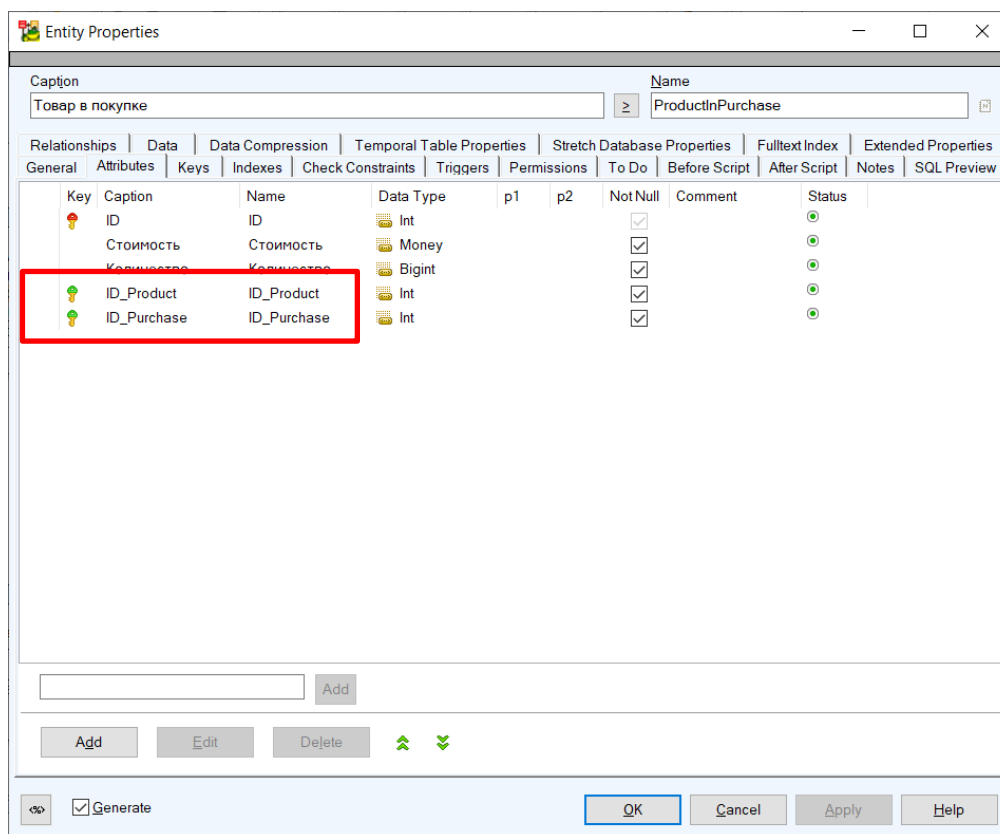 Entity Properties
Caption Name
Товар в покупке > ProductInPurchase
Relationships Data Data Compression Temporal Table Properties Stretch Database Properties Fulltext Index Extended Properties
General Attributes Keys Indexes Check Constraints Triggers Permissions To Do Before Script After Script Notes SQL Preview
Key Caption Name Data Type p1 p2 Not Null Comment Status
ID ID Int
Стоимость Стоимость Money
Количество Количество Bigint
ID_Product ID_Product Int
ID_Purchase ID_Purchase Int
Add
Add Edit Delete
<%> Generate OK Cancel Apply Help